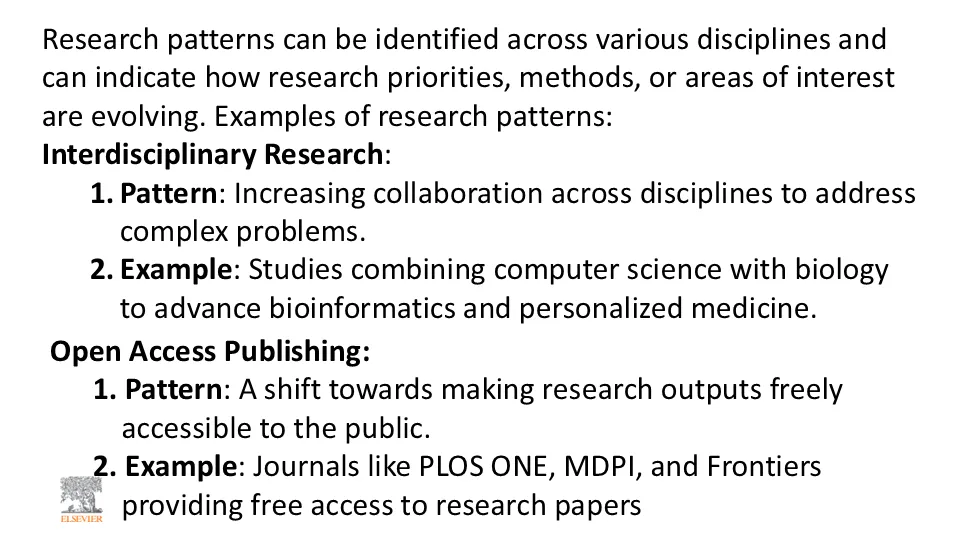 Research patterns can be identified across various disciplines and
can indicate how research priorities, methods, or areas of interest
are evolving. Examples of research patterns:
Interdisciplinary Research:
1. Pattern: Increasing collaboration across disciplines to address
complex problems.
2. Example: Studies combining computer science with biology
to advance bioinformatics and personalized medicine.
Open Access Publishing:
1. Pattern: A shift towards making research outputs freely
accessible to the public.
2. Example: Journals like PLOS ONE, MDPI, and Frontiers
providing free access to research papers
ELSEVIER